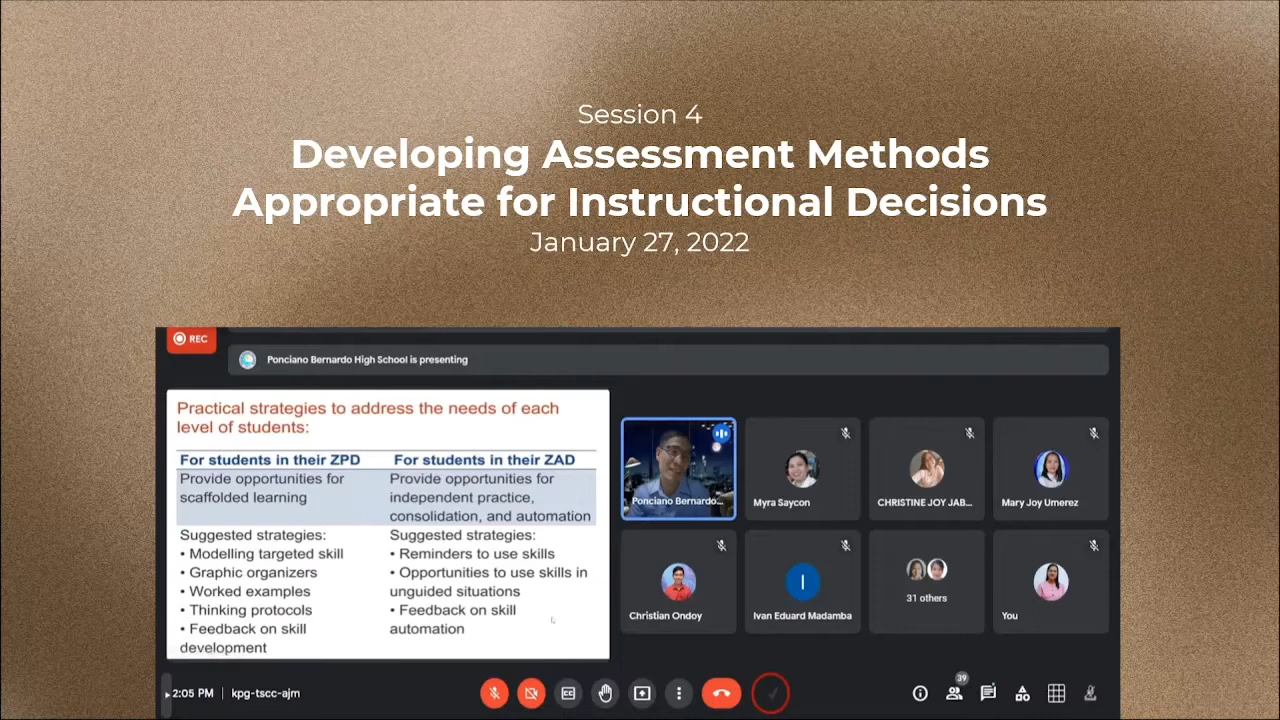 Session 4
Developing Assessment Methods
Appropriate for Instructional Decisions
January 27, 2022
REC
Ponciano Bernardo High School is presenting
Practical strategies to address the needs of each
level of students:
For students in their ZPD
Provide opportunities for
scaffolded learning
Suggested strategies:
• Modelling targeted skill
• Graphic organizers
• Worked examples
• Thinking protocols
• Feedback on skill
development
For students in their ZAD
Provide opportunities for
independent practice,
consolidation, and automation
Suggested strategies:
• Reminders to use skills
• Opportunities to use skills in
unguided situations
• Feedback on skill
automation
Ponciano Bernardo...
Myra Saycon
CHRISTINE JOY JAB...
Mary Joy Umerez
Christian Ondoy
I
Ivan Eduard Madamba
31 others
You
2:05 PM | kpg-tscc-ajm
39